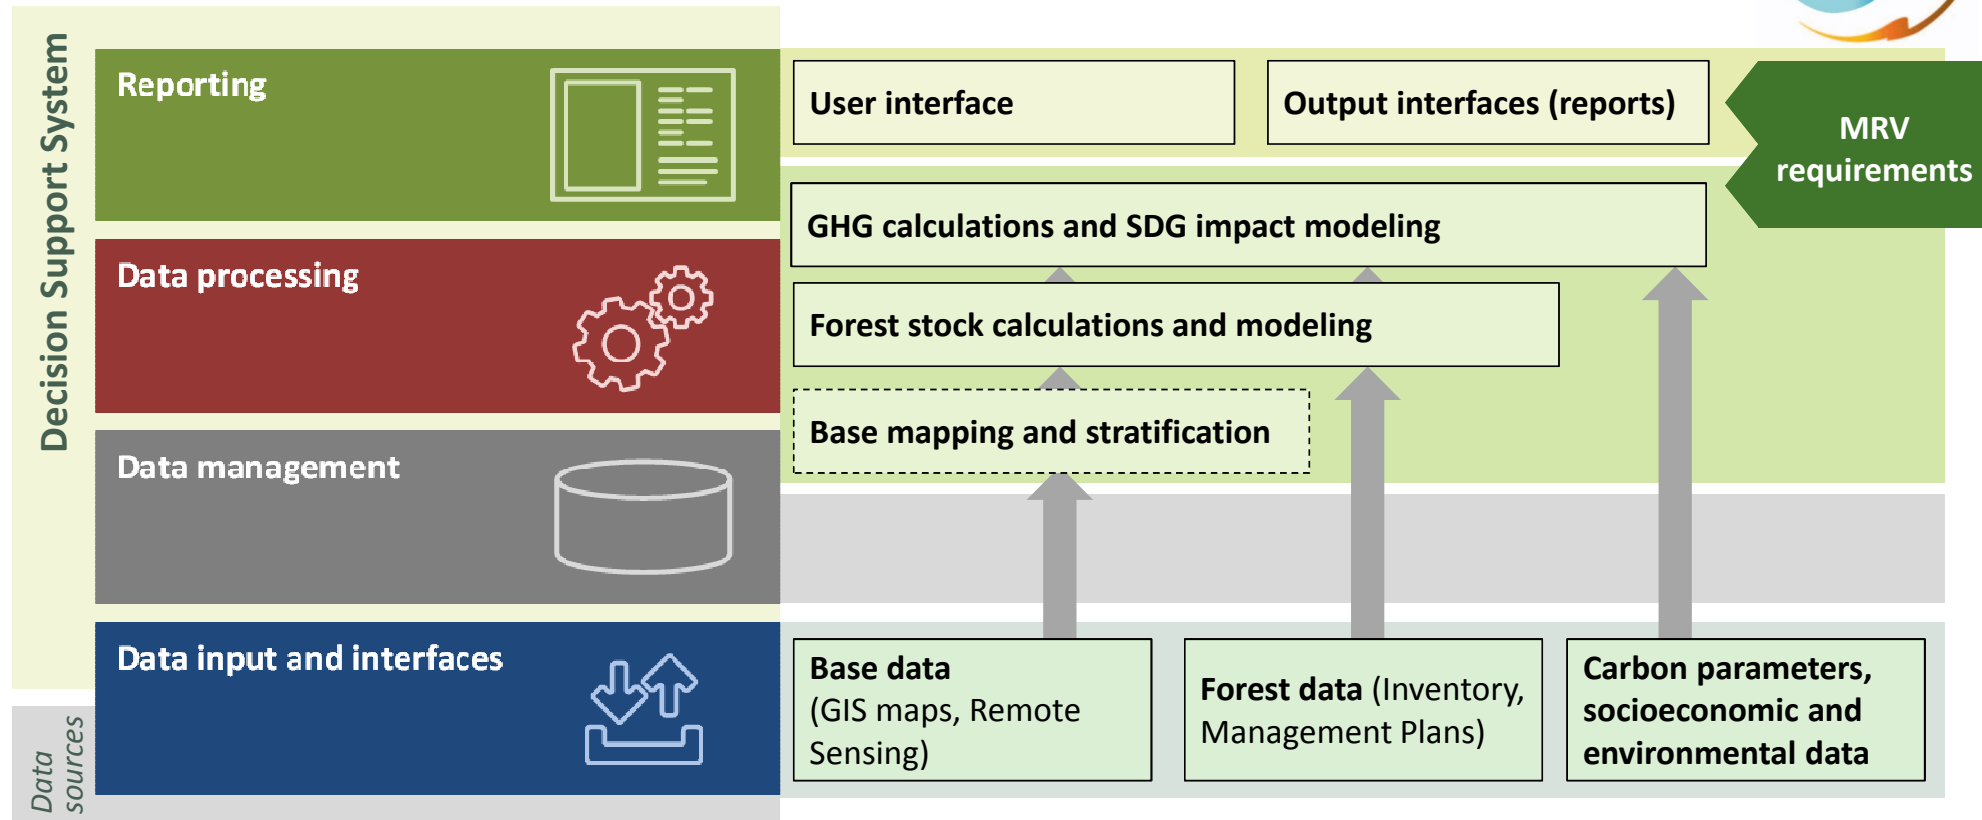 Decision Support System
Reporting
User interface
Output interfaces (reports)
MRV
requirements
GHG calculations and SDG impact modeling
Data processing
Forest stock calculations and modeling
Base mapping and stratification
Data management
Data input and interfaces
Base data
(GIS maps, Remote
Sensing)
Forest data (Inventory,
Management Plans)
Carbon parameters,
socioeconomic and
environmental data
Data
sources